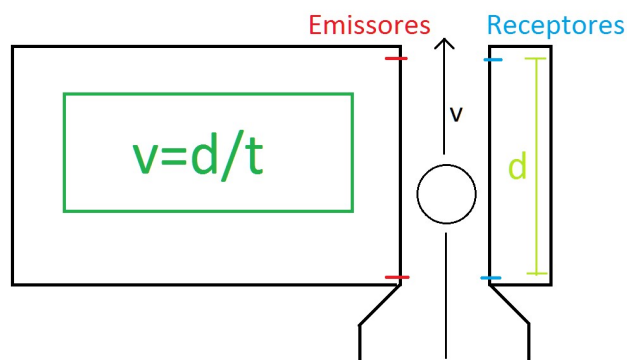 Emissores
Receptores
v
v=d/t
d